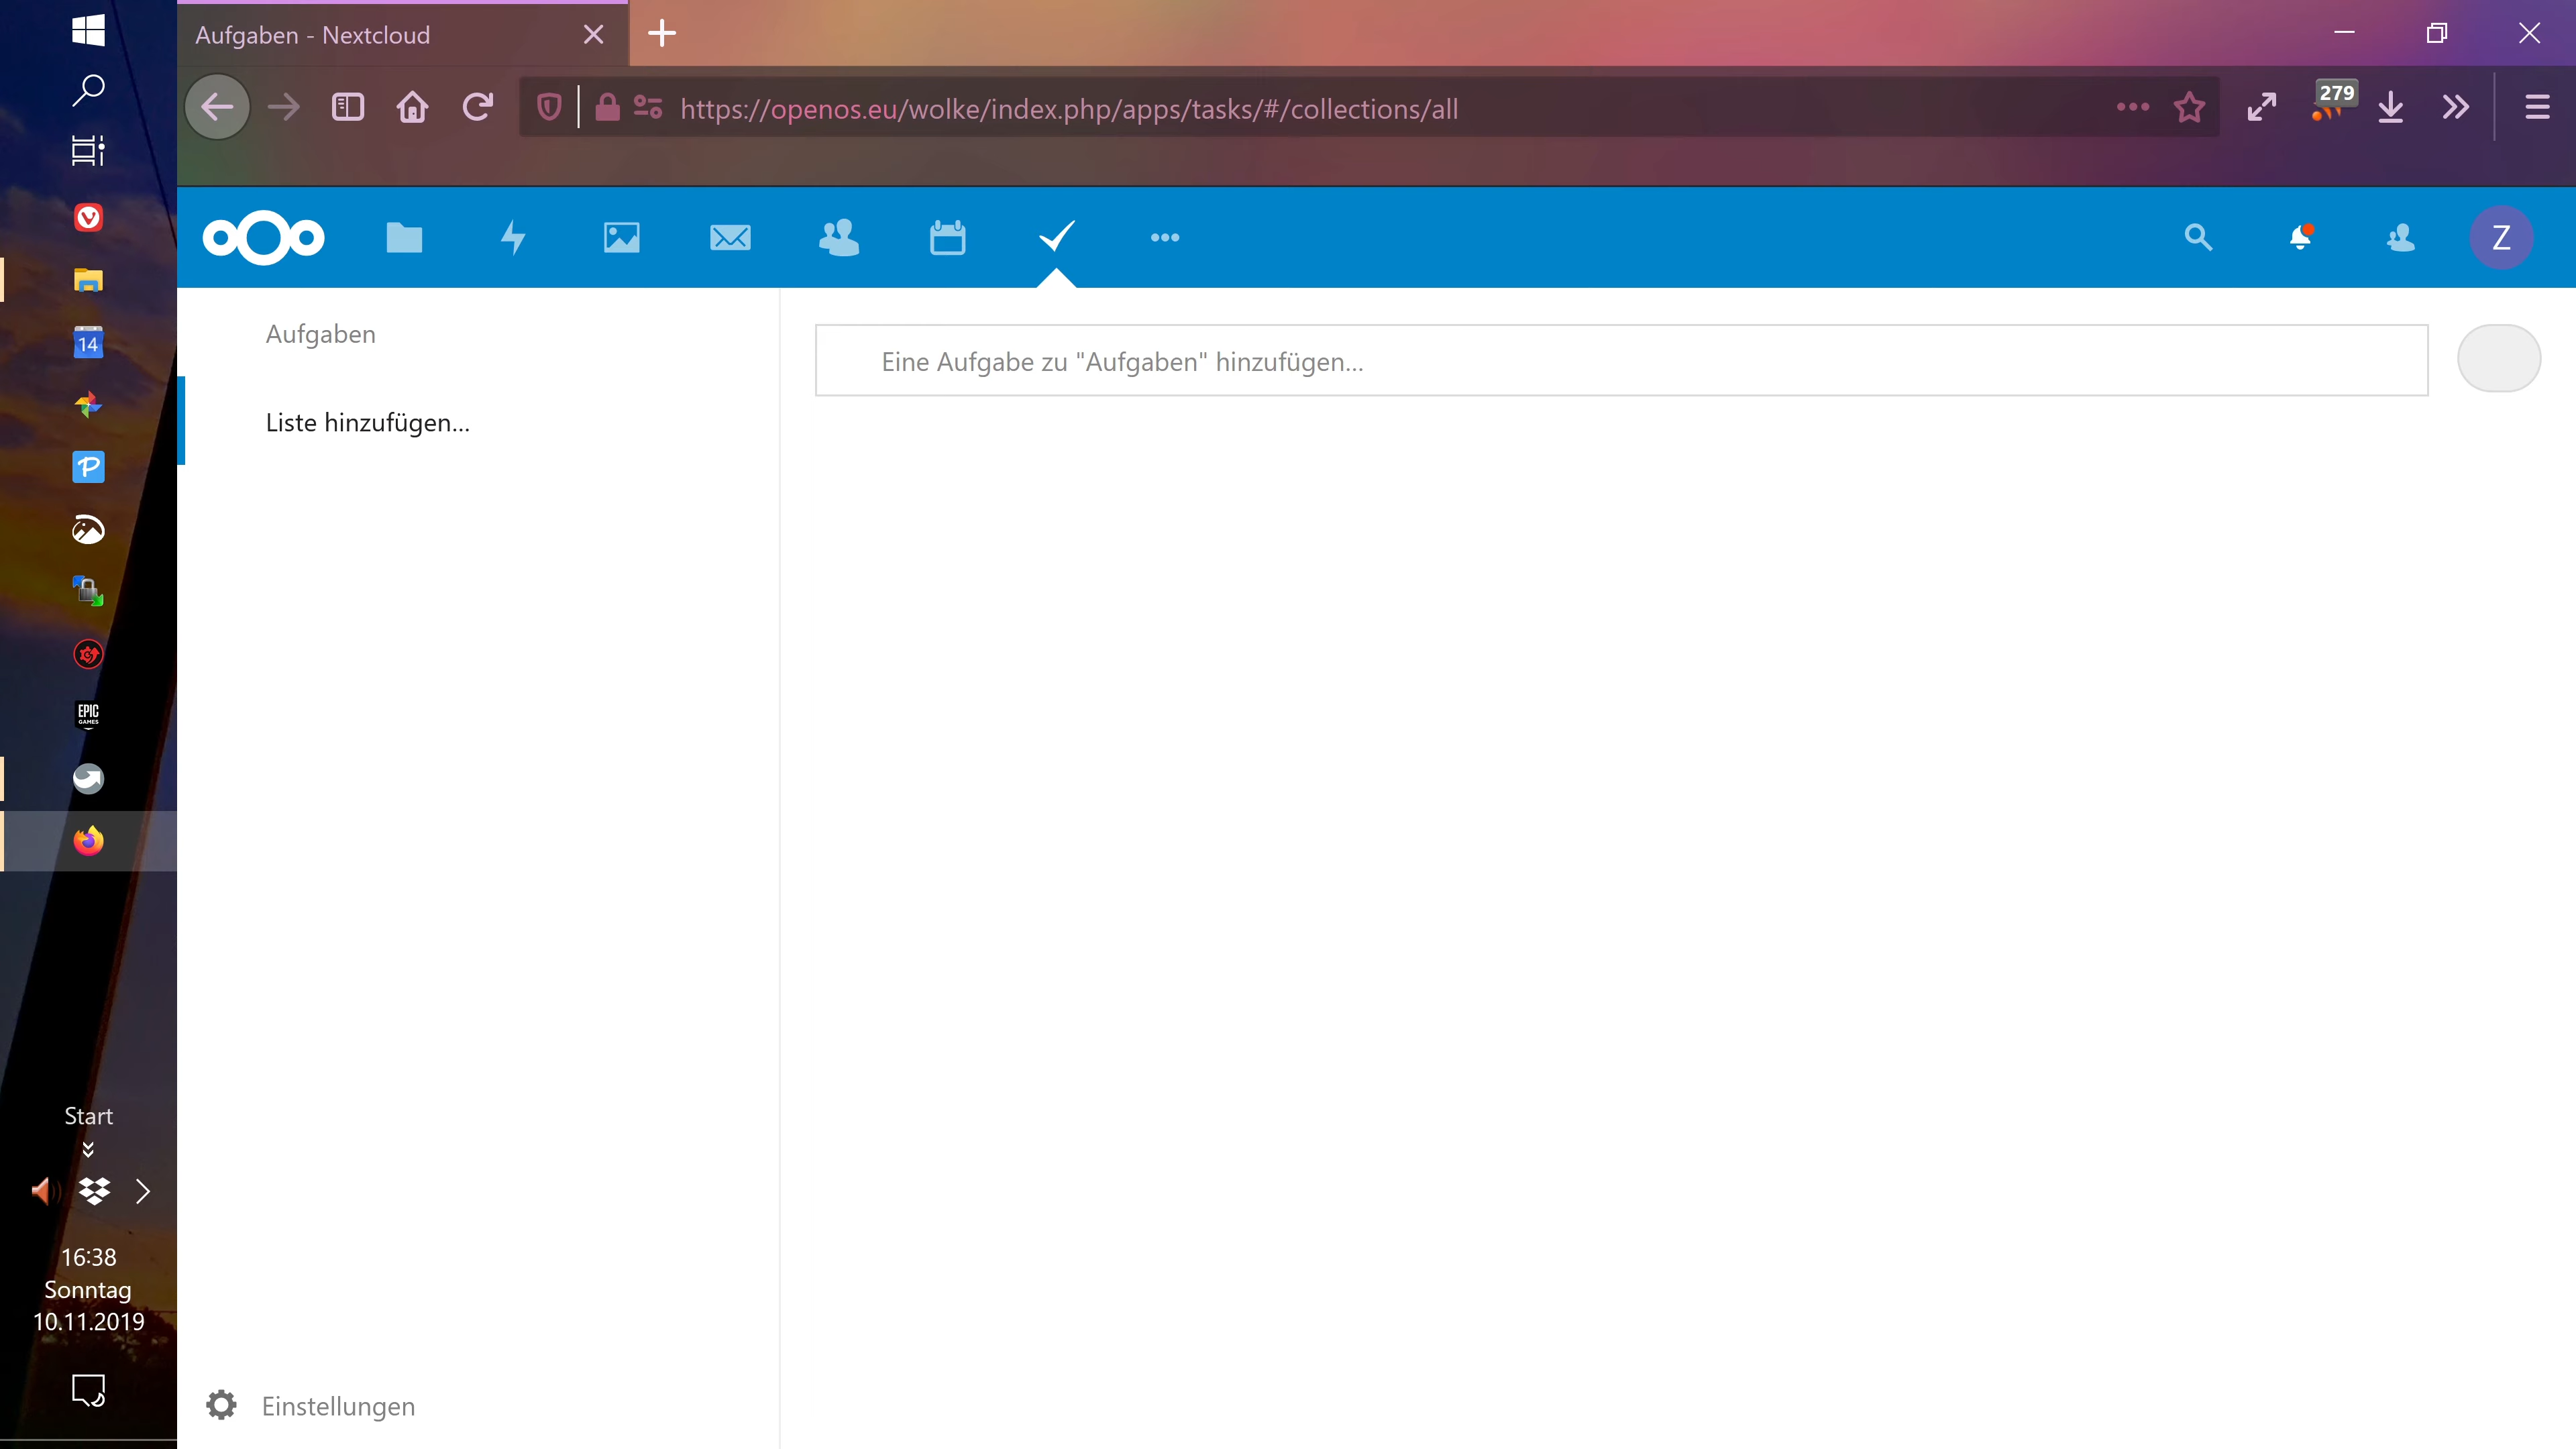 Aufgaben - Nextcloud
https://openos.eu/wolke/index.php/apps/tasks/#/collections/all
279
Z
Aufgaben
Liste hinzufügen...
Eine Aufgabe zu "Aufgaben" hinzufügen...
Einstellungen
14
EPIC
GAMES
Start
16:38
Sonntag
10.11.2019